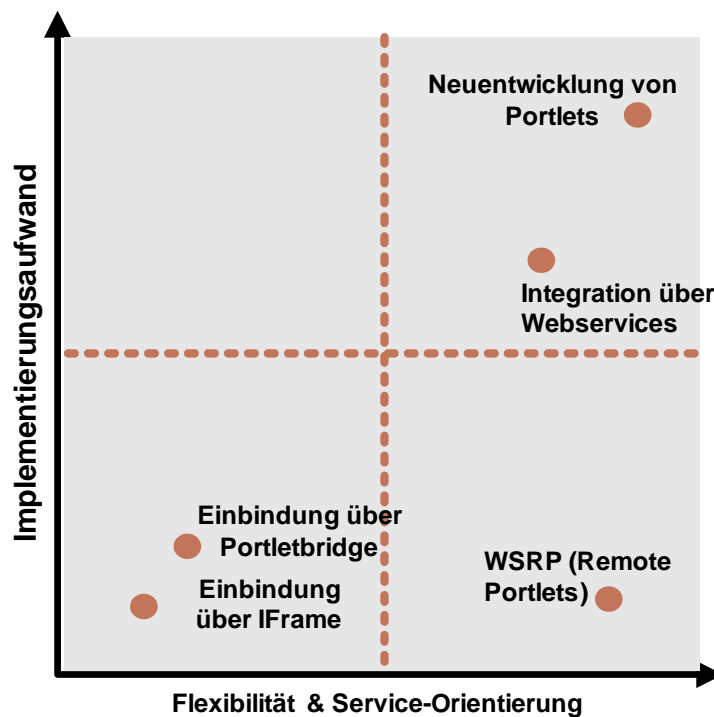 Neuentwicklung von
Portlets
Integration über
Webservices
Implementierungsaufwand
Einbindung über
Portletbridge
Einbindung
über IFrame
WSRP (Remote
Portlets)
Flexibilität & Service-Orientierung